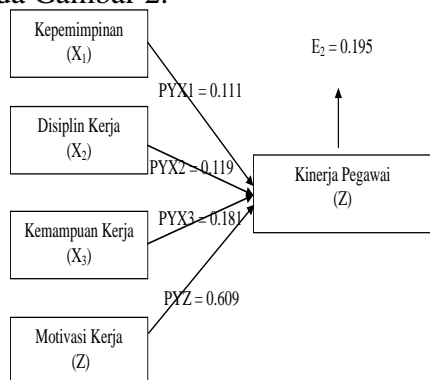 da Gambar 2.
Kepemimpinan
(X₁)
E₂ = 0.195
PYX1 = 0.111
Disiplin Kerja
(X₂)
PYX2 = 0.119
Kinerja Pegawai
(Z)
PYX3 = 0.181
Kemampuan Kerja
(X₃)
PYZ = 0.609
Motivasi Kerja
(Z)